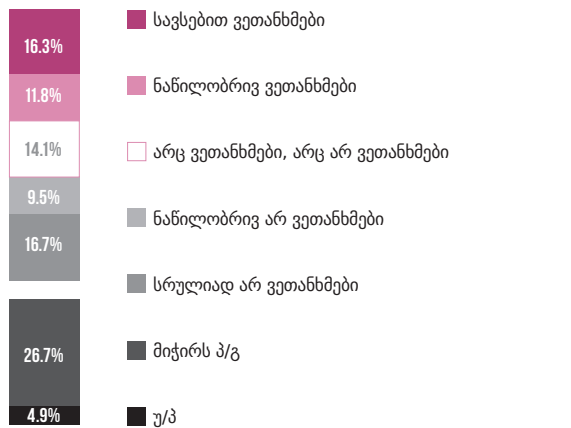 16.3%
11.8%
14.1%
9.5%
16.7%
26.7%
4.9%
სავსებით ვეთანხმები
ნაწილობრივ ვეთანხმები
არც ვეთანხმები, არც არ ვეთანხმები
ნაწილობრივ არ ვეთანხმები
სრულიად არ ვეთანხმები
მიჭირს პ/გ
უ/პ